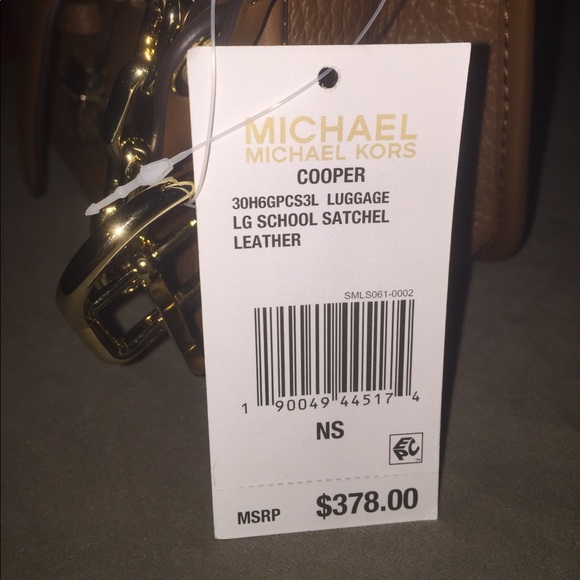 MICHAEL
MICHAEL KORS
COOPER
30H6GPCS3L LUGGAGE
LG SCHOOL SATCHEL
LEATHER
SMLS061-0002
1 90049 44517 4
NS
EPC
MSRP $378.00